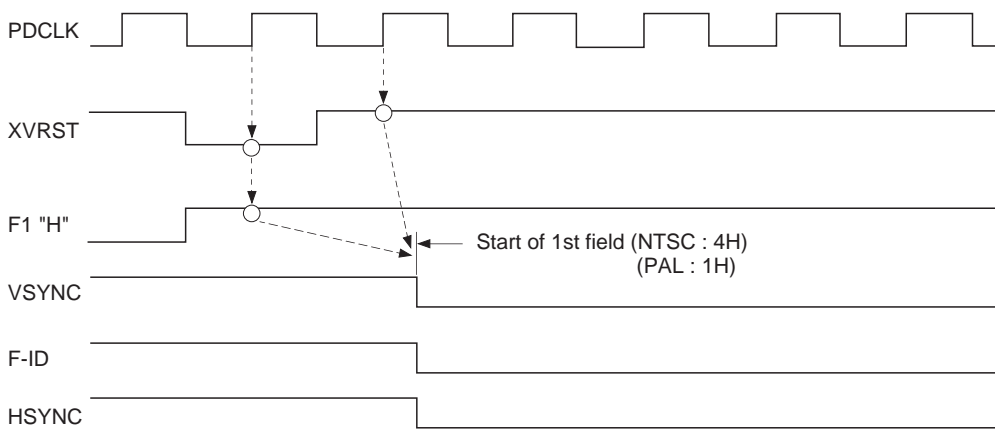 PDCLK
XVRST
F1 "H"
Start of 1st field (NTSC : 4H)
(PAL : 1H)
VSYNC
F-ID
HSYNC